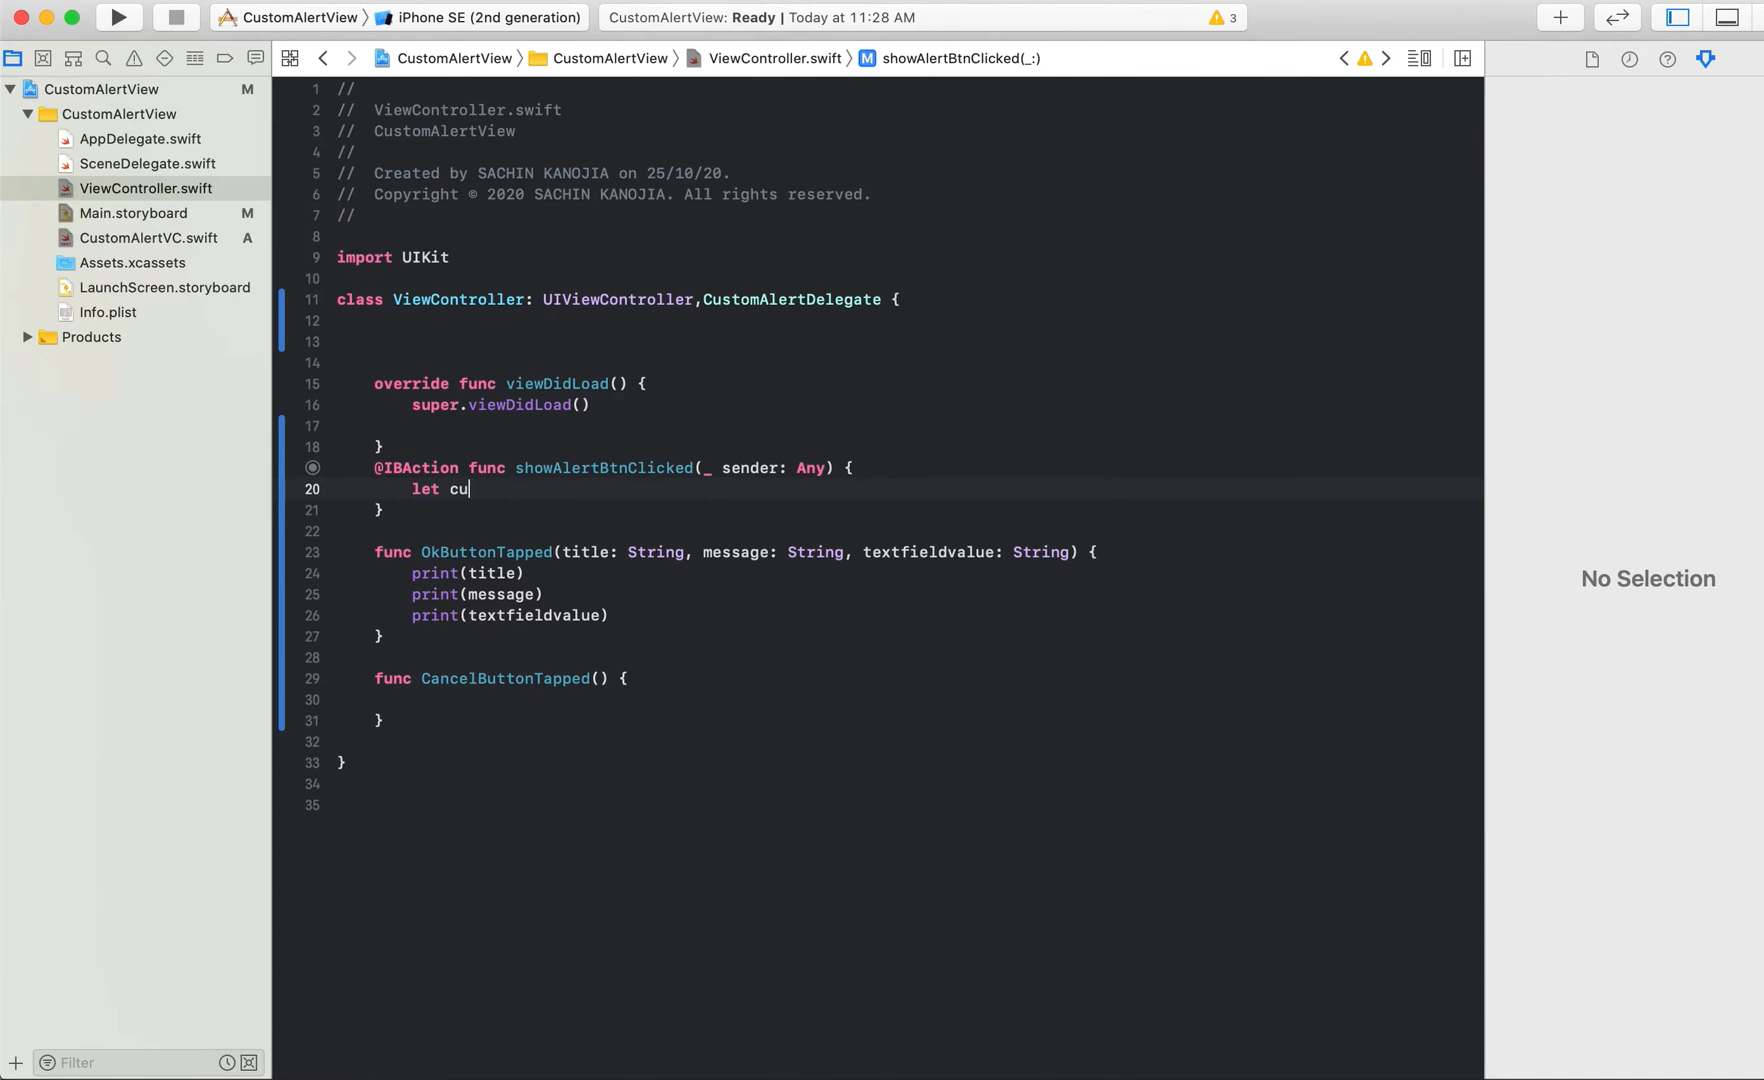 CustomAlertView 〉 iPhone SE (2nd generation)
CustomAlertView: Ready | Today at 11:28 AM
3
CustomAlertView 〉 CustomAlertView 〉 ViewController.swift 〉 M showAlertBtnClicked(_:)
CustomAlertView M
CustomAlertView
AppDelegate.swift
SceneDelegate.swift
ViewController.swift
Main.storyboard M
CustomAlertVC.swift A
Assets.xcassets
LaunchScreen.storyboard
Info.plist
Products
Filter
1 //
2 //  ViewController.swift
3 //  CustomAlertView
4 //
5 //  Created by SACHIN KANOJIA on 25/10/20.
6 //  Copyright © 2020 SACHIN KANOJIA. All rights reserved.
7 //
8
9 import UIKit
10
11 class ViewController: UIViewController,CustomAlertDelegate {
12
13
14
15     override func viewDidLoad() {
16         super.viewDidLoad()
17
18     }
@IBAction func showAlertBtnClicked(_ sender: Any) {
20         let cu
21     }
22
23     func OkButtonTapped(title: String, message: String, textfieldvalue: String) {
24         print(title)
25         print(message)
26         print(textfieldvalue)
27     }
28
29     func CancelButtonTapped() {
30
31     }
32
33 }
34
35
No Selection